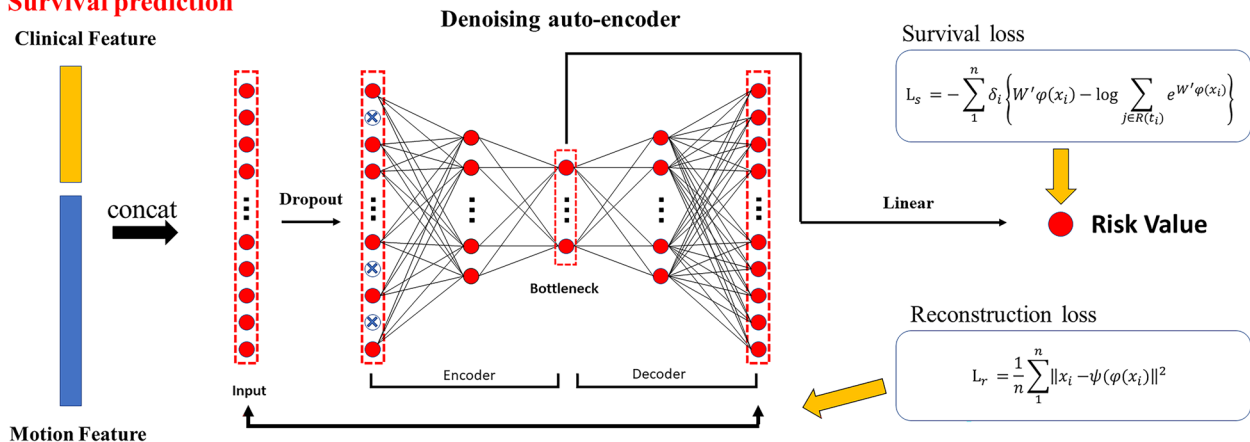 Survival prediction
Clinical Feature
Motion Feature
concat
Input
Dropout
Denoising auto-encoder
Bottleneck
Encoder
Decoder
Linear
Survival loss
L_s = −∑_1^n δ_i {W′φ(x_i) − log ∑_{j∈R(t_i)} e^{W′φ(x_i)}}
Risk Value
Reconstruction loss
L_r = 1/n ∑_1^n ‖x_i − ψ(φ(x_i)‖²